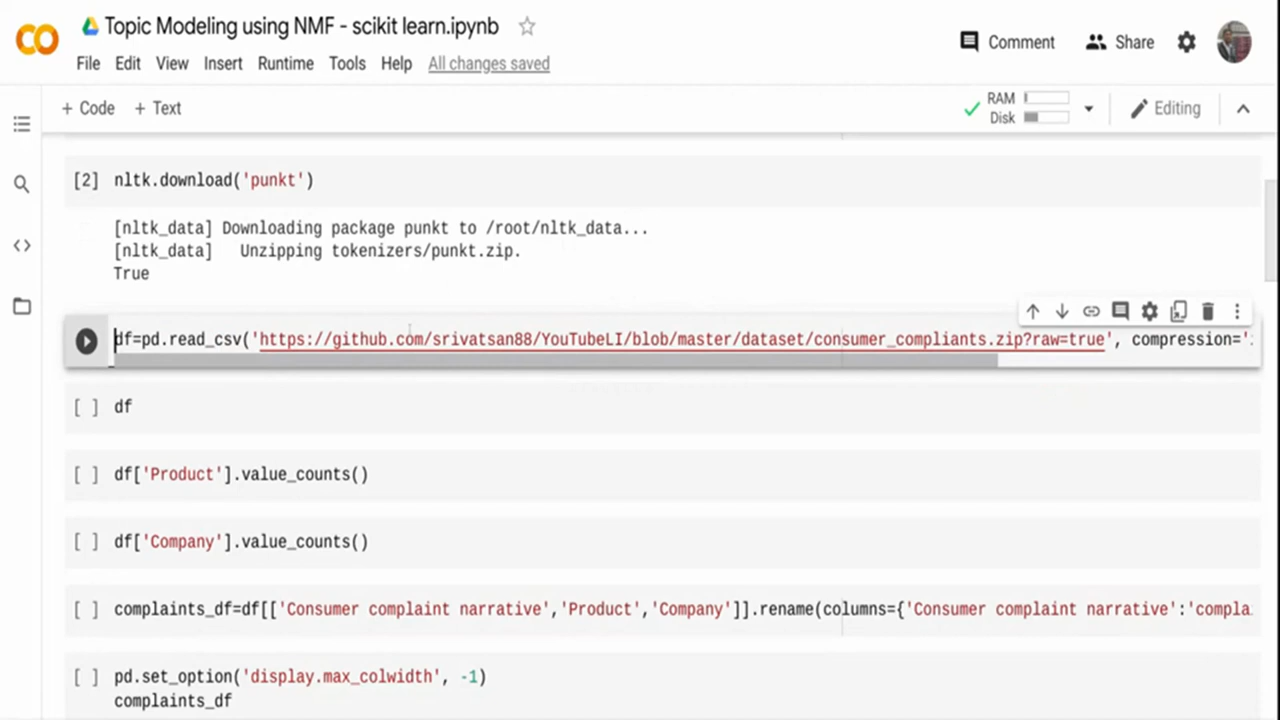 Topic Modeling using NMF - scikit learn.ipynb
Comment
Share
File Edit View Insert Runtime Tools Help All changes saved
+ Code + Text
RAM
Disk
Editing
[2] nltk.download('punkt')
[nltk_data] Downloading package punkt to /root/nltk_data...
[nltk_data]   Unzipping tokenizers/punkt.zip.
True
df=pd.read_csv('https://github.com/srivatsan88/YouTubeLI/blob/master/dataset/consumer_compliants.zip?raw=true', compression='
[ ] df
[ ] df['Product'].value_counts()
[ ] df['Company'].value_counts()
[ ] complaints_df=df[['Consumer complaint narrative','Product','Company']].rename(columns={'Consumer complaint narrative':'compla
[ ] pd.set_option('display.max_colwidth', -1)
complaints_df